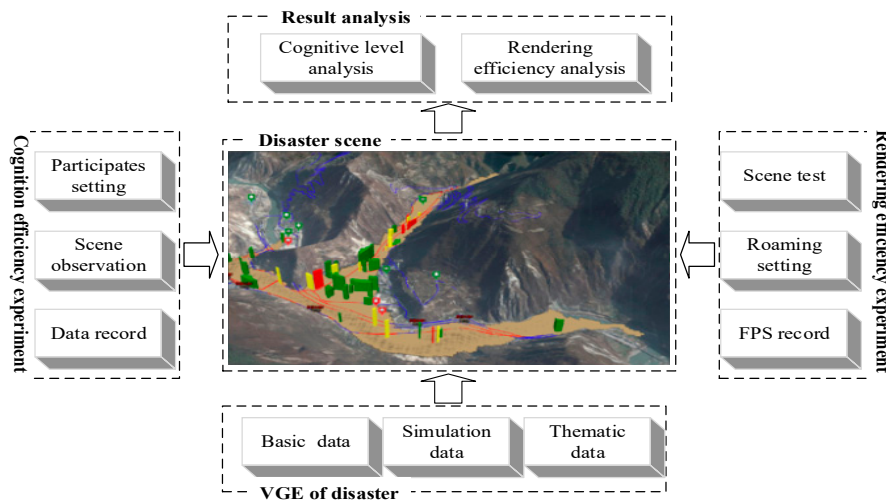 Result analysis
Cognitive level
analysis
Rendering
efficiency analysis
Cognition efficiency
experiment
Participates
setting
Scene
observation
Data record
Disaster scene
Rendering efficiency
experiment
Scene test
Roaming
setting
FPS record
Basic data
Simulation
data
Thematic
data
VGE of disaster